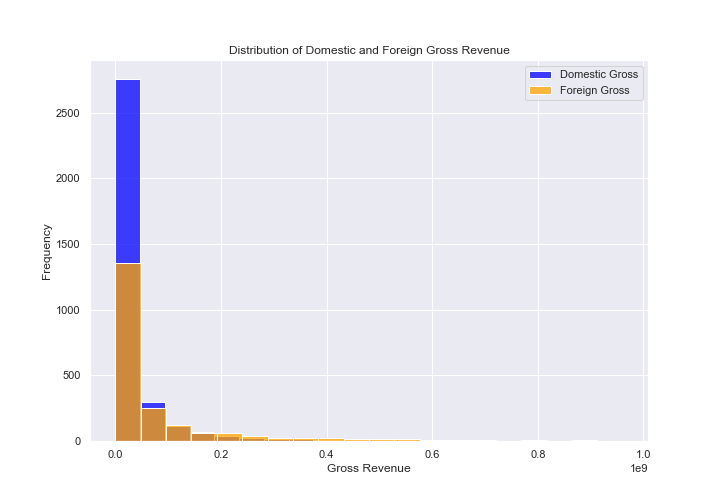 Distribution of Domestic and Foreign Gross Revenue
Domestic Gross
Foreign Gross
Frequency
2500
2000
1500
1000
500
0
0.0 0.2 0.4 0.6 0.8 1.0
1e9
Gross Revenue